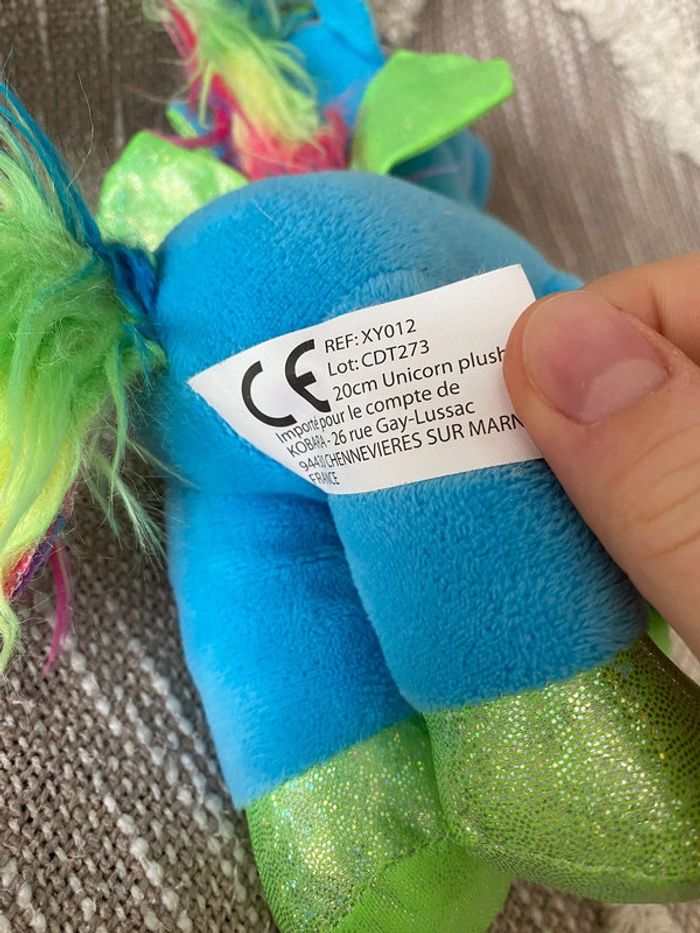 CE
REF: XY012
Lot: CDT273
20cm Unicorn plush
Importé pour le compte de
KOBARA - 26 rue Gay-Lussac
94430 CHENNEVIERES SUR MARN
FRANCE